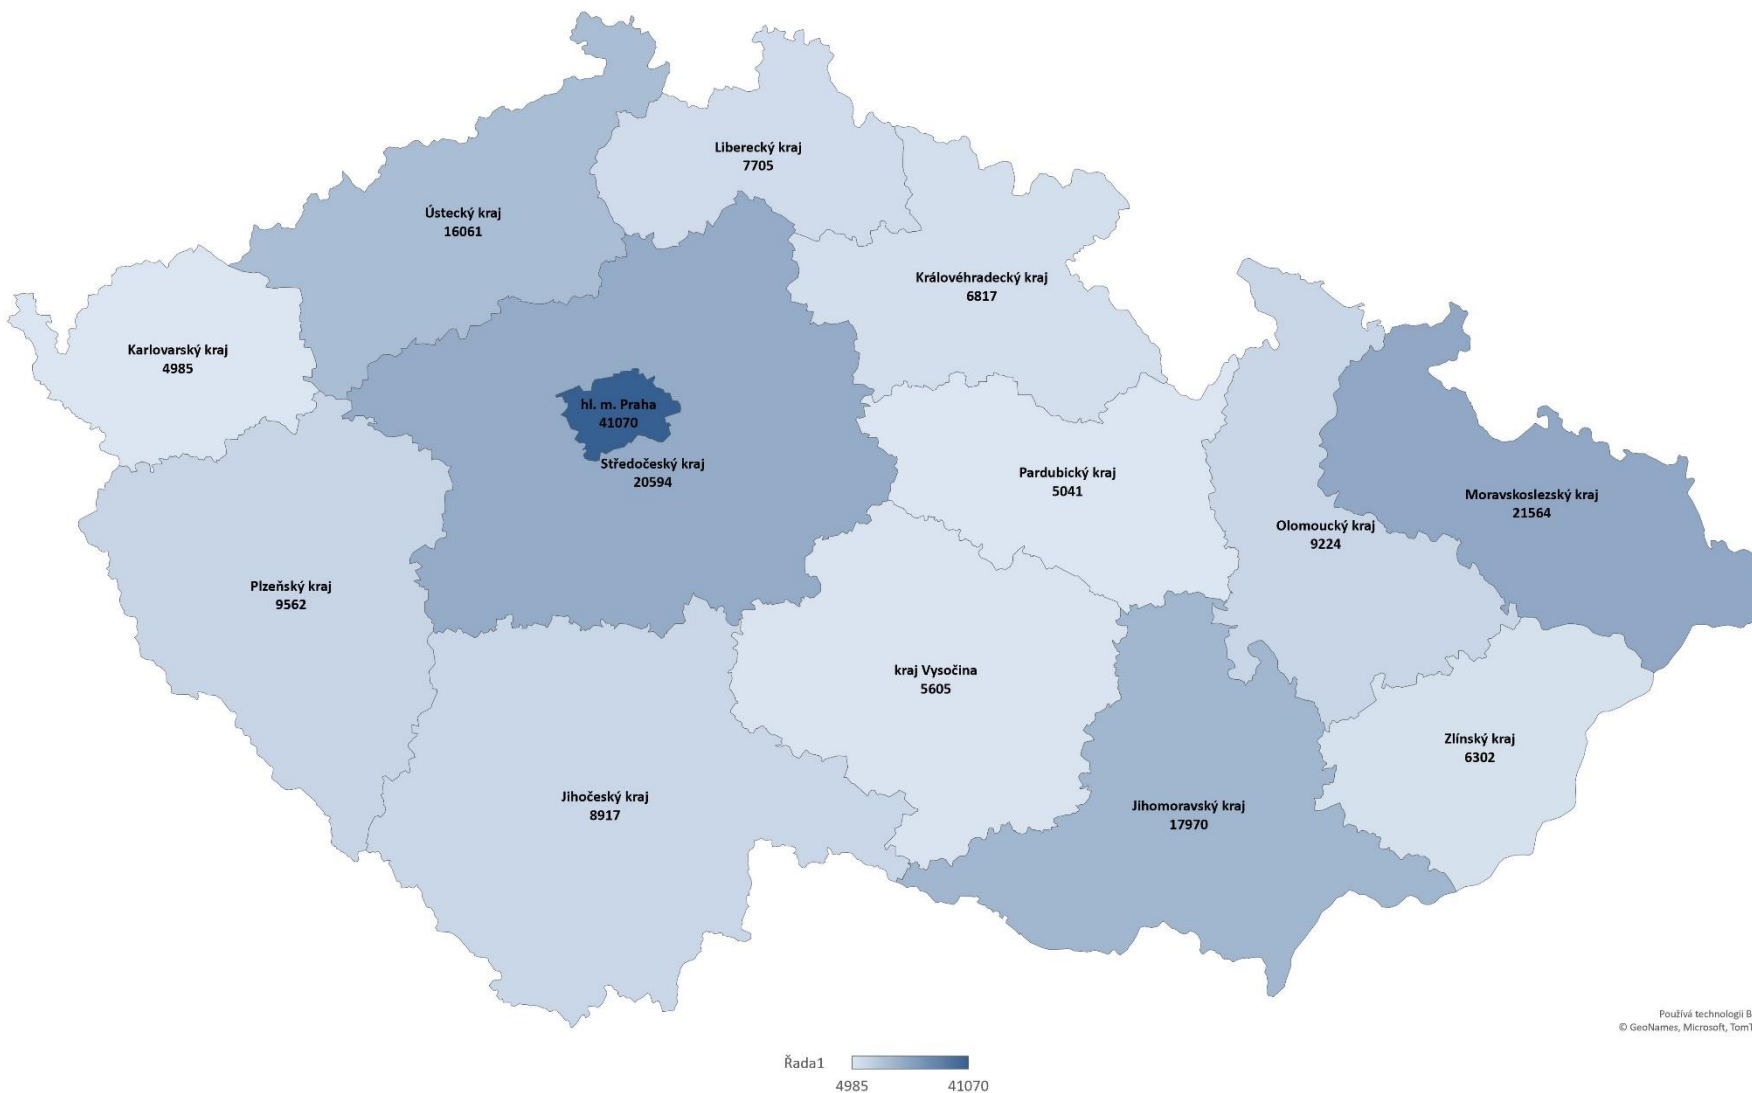 Liberecký kraj
7705
Ústecký kraj
16061
Královéhradecký kraj
6817
Karlovarský kraj
4985
hl. m. Praha
41070
Středočeský kraj
20594
Pardubický kraj
5041
Moravskoslezský kraj
21564
Olomoucký kraj
9224
Plzeňský kraj
9562
kraj Vysočina
5605
Zlínský kraj
6302
Jihočeský kraj
8917
Jihomoravský kraj
17970
Používá technologii B
© GeoNames, Microsoft, TomT
Řada1
4985 41070